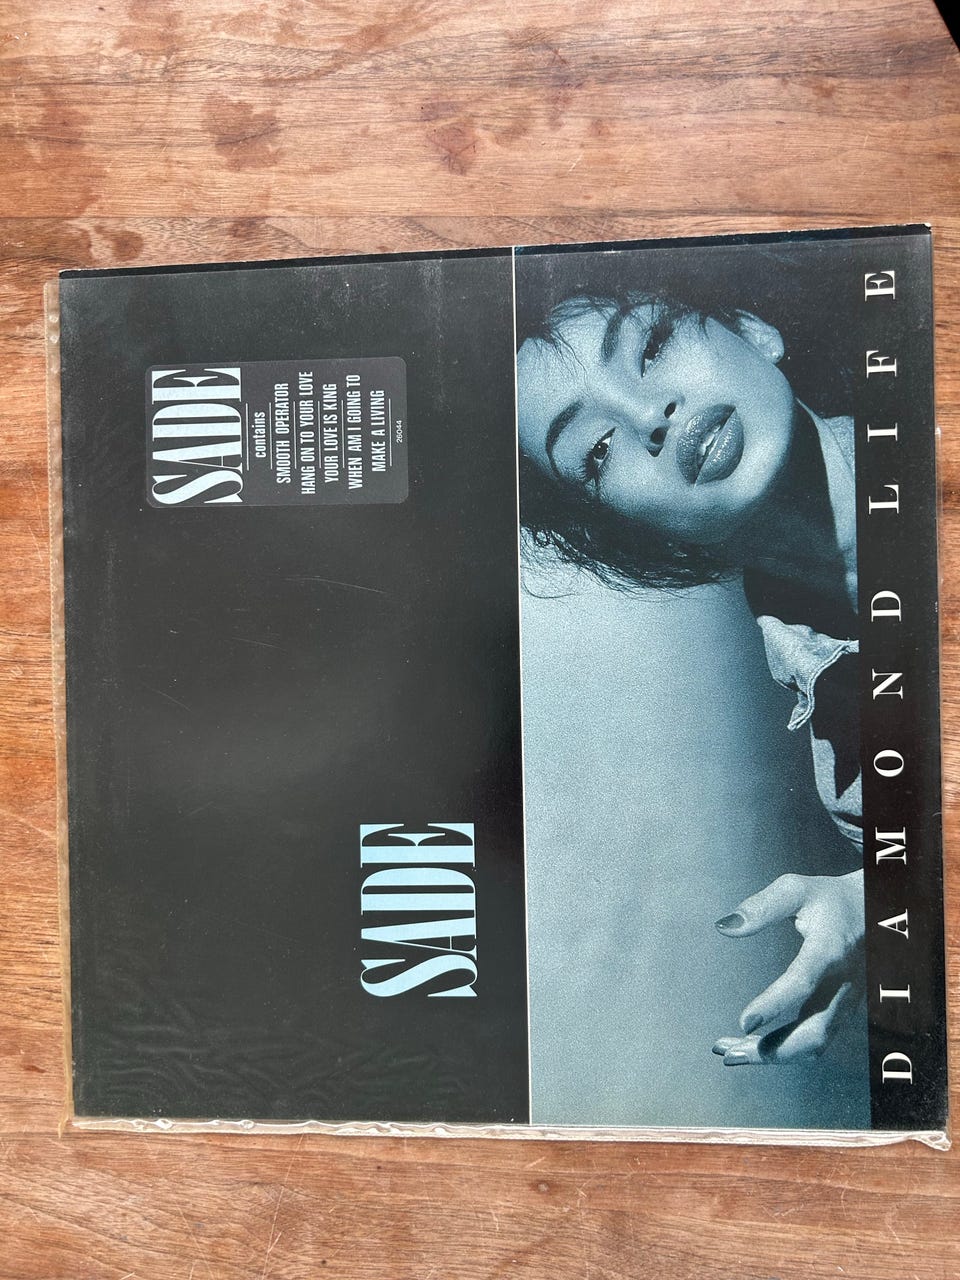 SADE
contains
SMOOTH OPERATOR
HANG ON TO YOUR LOVE
YOUR LOVE IS KING
WHEN AM I GOING TO
MAKE A LIVING
26044
SADE
DIAMOND LIFE